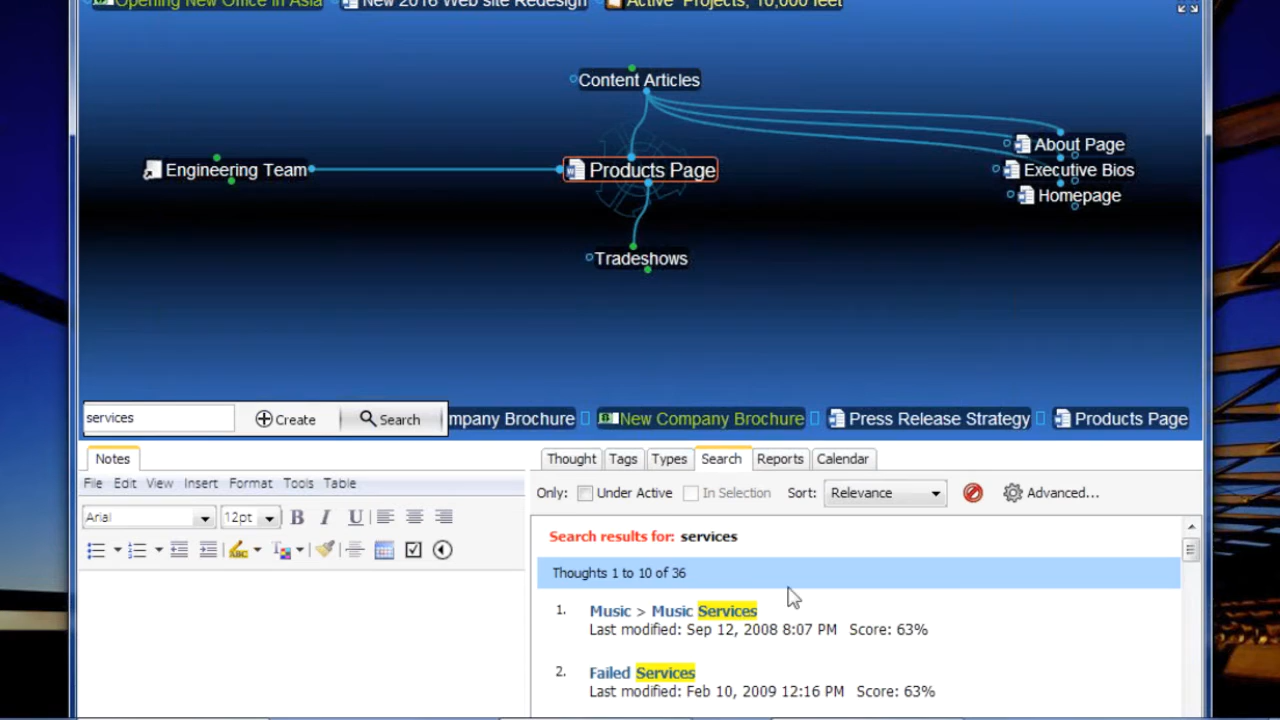 Opening New Office in Asia New 2016 Web site Redesign Active Projects, 10,000 feet
Content Articles
About Page
Engineering Team Products Page Executive Bios
Homepage
Tradeshows
services Create Search mpany Brochure New Company Brochure Press Release Strategy Products Page
Notes Thought Tags Types Search Reports Calendar
File Edit View Insert Format Tools Table
Only: Under Active In Selection Sort: Relevance Advanced...
Arial 12pt B I U
ABC T
Search results for: services
Thoughts 1 to 10 of 36
1. Music > Music Services
Last modified: Sep 12, 2008 8:07 PM Score: 63%
2. Failed Services
Last modified: Feb 10, 2009 12:16 PM Score: 63%